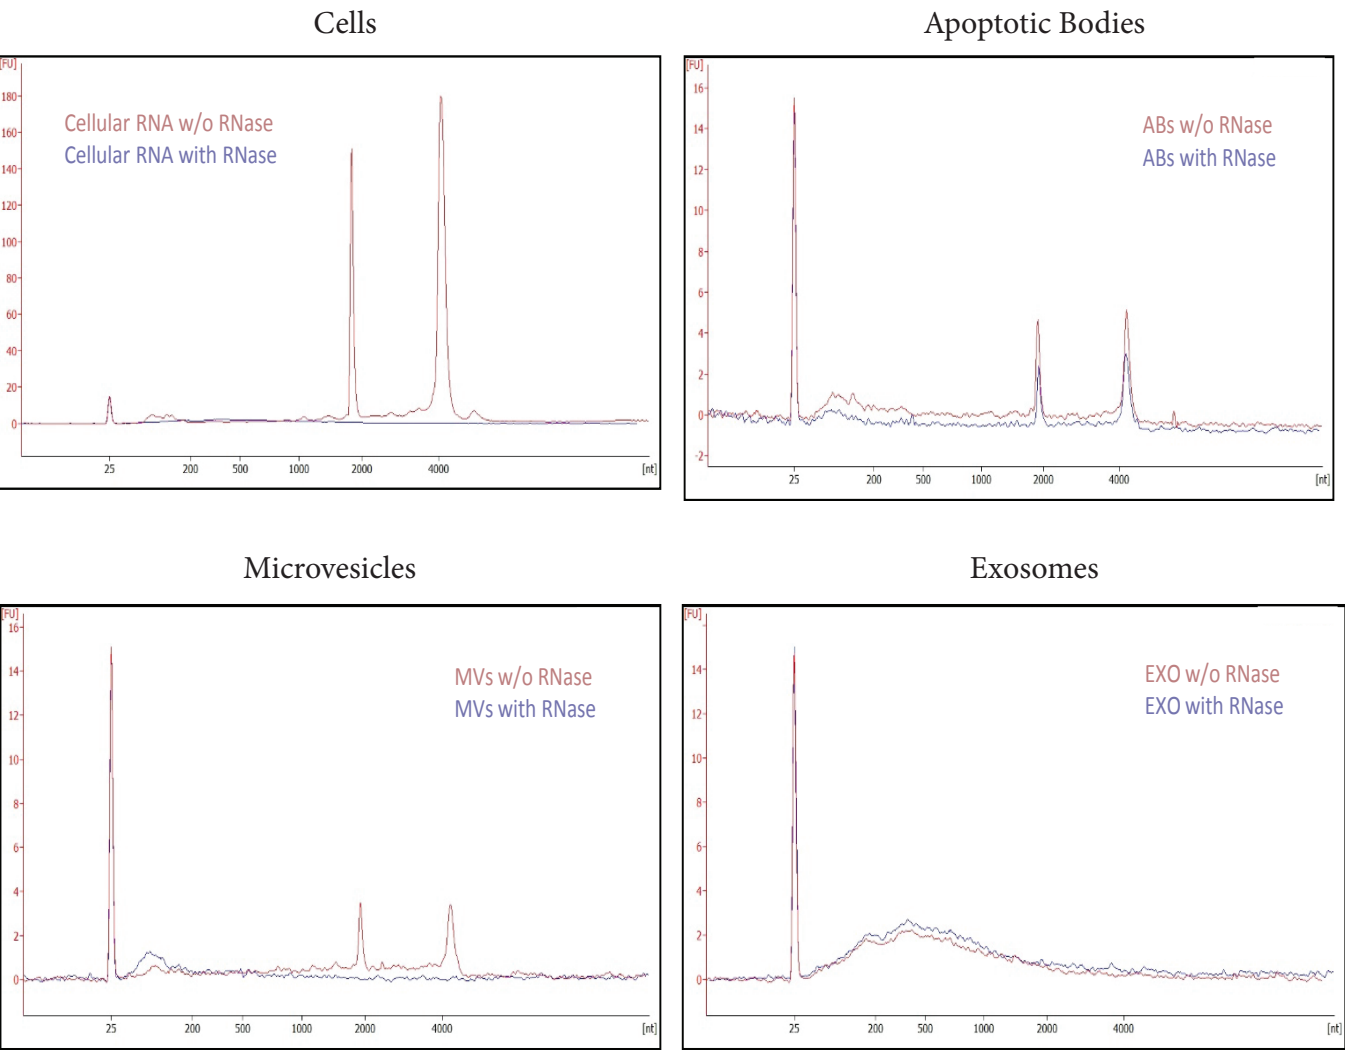 Cells
Apoptotic Bodies
[FU]
180
160
140
120
100
80
60
40
20
0
Cellular RNA w/o RNase
Cellular RNA with RNase
25 200 500 1000 2000 4000 [nt]
[FU]
16
14
12
10
8
6
4
2
0
-2
ABs w/o RNase
ABs with RNase
25 200 500 1000 2000 4000 [nt]
Microvesicles
Exosomes
[FU]
16
14
12
10
8
6
4
2
0
MVs w/o RNase
MVs with RNase
25 200 500 1000 2000 4000 [nt]
[FU]
14
12
10
8
6
4
2
0
EXO w/o RNase
EXO with RNase
25 200 500 1000 2000 4000 [nt]